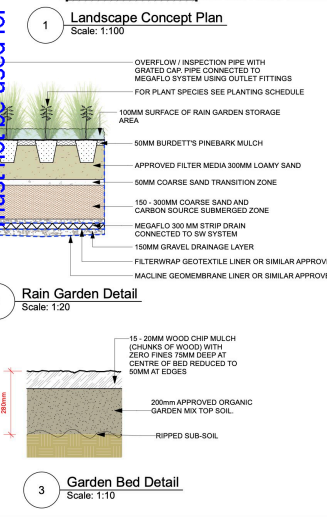 must not be used for
1
Landscape Concept Plan
Scale: 1:100
OVERFLOW / INSPECTION PIPE WITH
GRATED CAP. PIPE CONNECTED TO
MEGAFLO SYSTEM USING OUTLET FITTINGS
FOR PLANT SPECIES SEE PLANTING SCHEDULE
100MM SURFACE OF RAIN GARDEN STORAGE
AREA
50MM BURDETT'S PINEBARK MULCH
APPROVED FILTER MEDIA 300MM LOAMY SAND
50MM COARSE SAND TRANSITION ZONE
150 - 300MM COARSE SAND AND
CARBON SOURCE SUBMERGED ZONE
MEGAFLO 300 MM STRIP DRAIN
CONNECTED TO SW SYSTEM
150MM GRAVEL DRAINAGE LAYER
FILTERWRAP GEOTEXTILE LINER OR SIMILAR APPROVE
MACLINE GEOMEMBRANE LINER OR SIMILAR APPROVE
Rain Garden Detail
Scale: 1:20
15 - 20MM WOOD CHIP MULCH
(CHUNKS OF WOOD) WITH
ZERO FINES 75MM DEEP AT
CENTRE OF BED REDUCED TO
50MM AT EDGES
280mm
200mm APPROVED ORGANIC
GARDEN MIX TOP SOIL.
RIPPED SUB-SOIL
3
Garden Bed Detail
Scale: 1:10